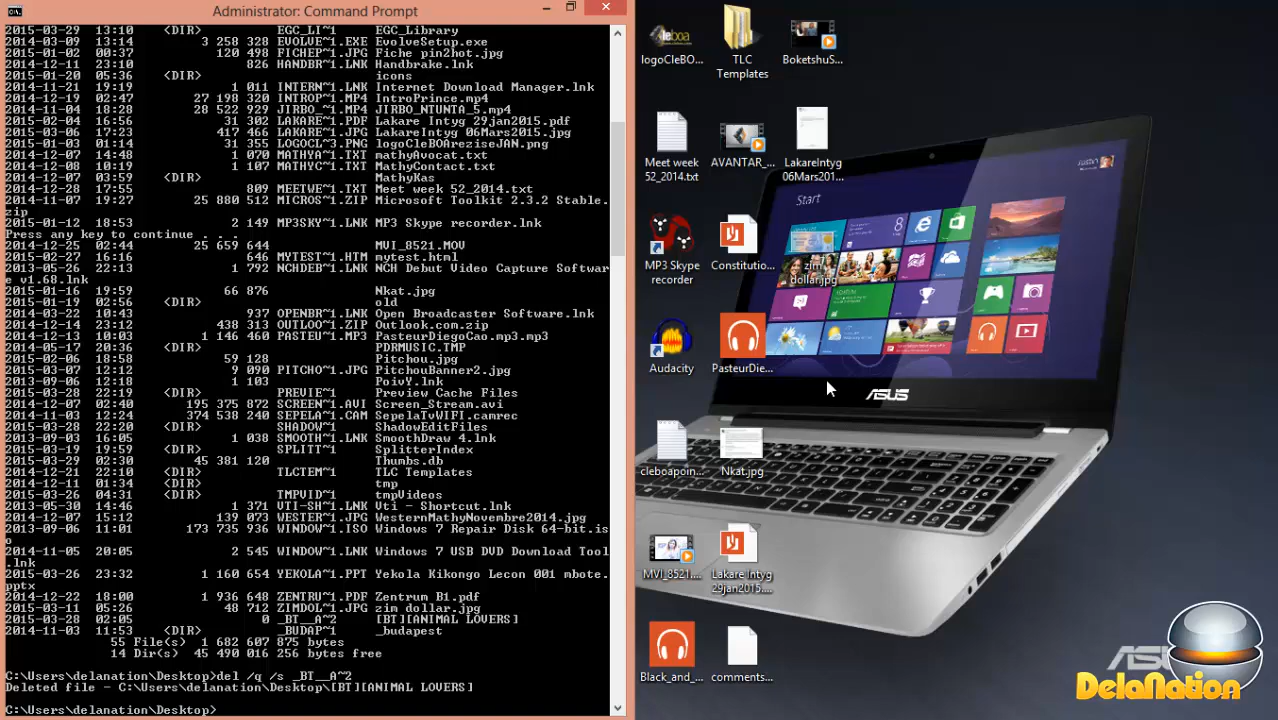 Administrator: Command Prompt
2015-03-29 13:10 <DIR> EGC_LI~1 EGC_Library
2015-03-09 13:14 3 258 328 EVOLVE~1.EXE EvolveSetup.exe
2015-01-02 00:53 120 498 FICHEP~1.JPG Fiche pin2hot.jpg
2014-12-11 23:10 826 HANDBR~1.LNK Handbrake.lnk
2015-01-20 05:36 <DIR> icons
2014-11-21 19:19 1 011 INTERN~1.LNK Internet Download Manager.lnk
2014-12-19 02:47 27 198 320 INTROP~1.MP4 IntroPrince.mp4
2014-11-04 18:28 28 522 929 JIRBO_~1.MP4 JIRBO_NTUNTA_5.mp4
2015-02-04 13:56 31 302 LAKARE~1.PDF Lakare Intyg 29jan2015.pdf
2015-03-06 17:23 417 466 LAKARE~1.JPG LakareIntyg 06Mars2015.jpg
2015-03-03 01:14 31 355 LOGOCL~1.PNG logoCleBOAreziseJAN.png
2014-12-07 14:48 1 070 MATHYA~1.TXT mathyAvocat.txt
2014-12-08 01:19 1 107 MATHYC~1.TXT MathyContact.txt
2014-12-07 03:59 <DIR> MathyKas
2014-12-28 17:55 809 MEETWE~1.TXT Meet week 52_2014.txt
2014-11-07 19:27 25 880 512 MICROS~1.ZIP Microsoft Toolkit 2.3.2 Stable.
zip
2015-01-12 18:53 2 149 MP3SKY~1.LNK MP3 Skype recorder.lnk
Press any key to continue . . .
2014-12-25 02:44 25 659 644 MVI_8521.MOV
2015-02-27 16:16 MYTEST~1.HTM mytest.html
2013-05-26 22:13 1 792 NCHDEB~1.LNK NCH Debut Video Capture Softwar
e v1.68.lnk
2015-01-16 66 876 Nkat.jpg
2015-01-19 02:56 <DIR> old
2015-03-22 23:48 937 OPENBR~1.LNK Open Broadcaster Software.lnk
2014-12-14 23:12 438 313 OUTLOO~1.ZIP Outlook.com.zip
2014-12-13 10:06 1 146 460 PASTEU~1.MP3 PasteurDiegoCao.mp3.mp3
2014-05-17 20:38 <DIR> PDRMUSIC.TMP
2015-02-06 18:58 59 128 Pitchou.jpg
2015-03-07 12:12 9 090 PITCHO~1.JPG PitchouBanner2.jpg
2013-09-06 12:18 1 103 PoivY.lnk
2015-03-28 22:19 <DIR> PREVIE~1 Preview Cache Files
2014-12-07 02:40 195 375 872 SCREEN~1.AVI Screen_Stream.avi
2014-11-03 12:24 374 538 240 SEPELA~1.CAM SepelaTvWIFI.camrec
2015-03-28 22:20 <DIR> SHADOW~1 ShadowEditFiles
2013-09-03 16:05 1 038 SMOOTH~1.LNK SmoothDraw 4.lnk
2015-03-19 19:59 <DIR> SPLITT~1 SplitterIndex
2015-03-29 02:30 45 381 120 Thumbs.db
2014-12-21 22:10 <DIR> TLCTEM~1 TLC Templates
2014-12-11 01:34 <DIR> tmp
2015-03-26 04:31 <DIR> TMPVID~1 tmpVideos
2013-05-30 14:46 1 371 VTI-SH~1.LNK Vti - Shortcut.lnk
2014-12-07 15:12 139 073 WESTER~1.JPG WesternMathyNovembre2014.jpg
2013-09-06 11:01 173 735 936 WINDOW~1.ISO Windows 7 Repair Disk 64-bit.is
o
2014-11-05 20:05 2 545 WINDOW~1.LNK Windows 7 USB DVD Download Tool
.lnk
2015-03-26 23:32 1 160 654 YEKOLA~1.PPT Yekola Kikongo Lecon 001 mbote.
pptx
2014-12-22 18:00 1 936 648 ZENTRU~1.PDF Zentrum B1.pdf
2015-03-11 05:26 48 712 ZIMDOL~1.JPG zim dollar.jpg
2015-03-28 02:05 0 _BT__A~2 [BT][ANIMAL LOVERS]
2014-11-03 11:53 <DIR> _BUDAP~1 _budapest
55 File(s) 1 682 607 875 bytes
14 Dir(s) 45 490 016 256 bytes free
C:\Users\delanation\Desktop>del /q /s _BT__A~2
Deleted file - C:\Users\delanation\Desktop\[BT][ANIMAL LOVERS]
C:\Users\delanation\Desktop>
logoCleBO...
TLC
Templates
BoketshuS...
Meet week
52_2014.txt
AVANTAR_...
LakareIntyg
06Mars201...
MP3 Skype
recorder
Constitutio...
zim
dollar.jpg
Audacity
PasteurDie...
cleboapoin...
Nkat.jpg
MVI_8521....
Lakare Intyg
29jan2015....
Black_and_...
comments...
Start
Justin
ASUS
DelaNation